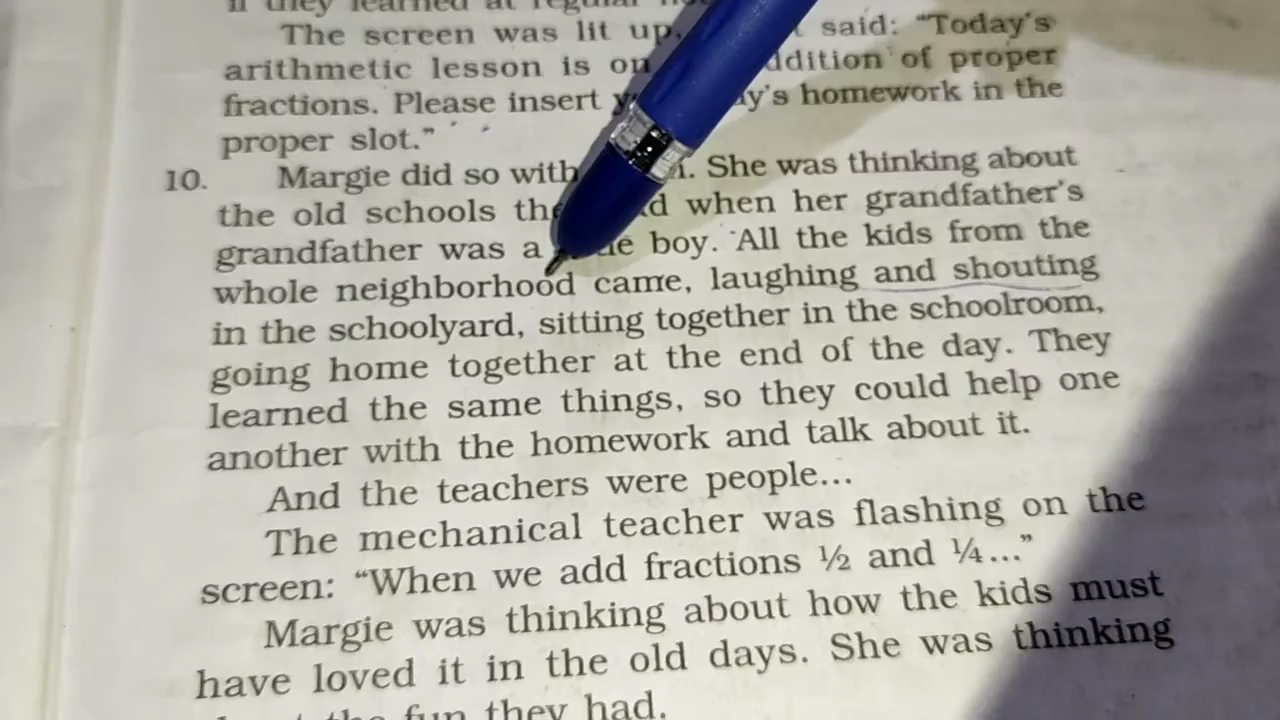 if they learned at regular
The screen was lit up, said: “Today’s
arithmetic lesson is on addition of proper
fractions. Please insert homework in the
proper slot.”
10. Margie did so with She was thinking about
the old schools when her grandfather’s
grandfather was a boy. All the kids from the
whole neighborhood came, laughing and shouting
in the schoolyard, sitting together in the schoolroom,
going home together at the end of the day. They
learned the same things, so they could help one
another with the homework and talk about it.
And the teachers were people...
The mechanical teacher was flashing on the
screen: “When we add fractions ½ and ¼...”
Margie was thinking about how the kids must
have loved it in the old days. She was thinking
the fun they had.